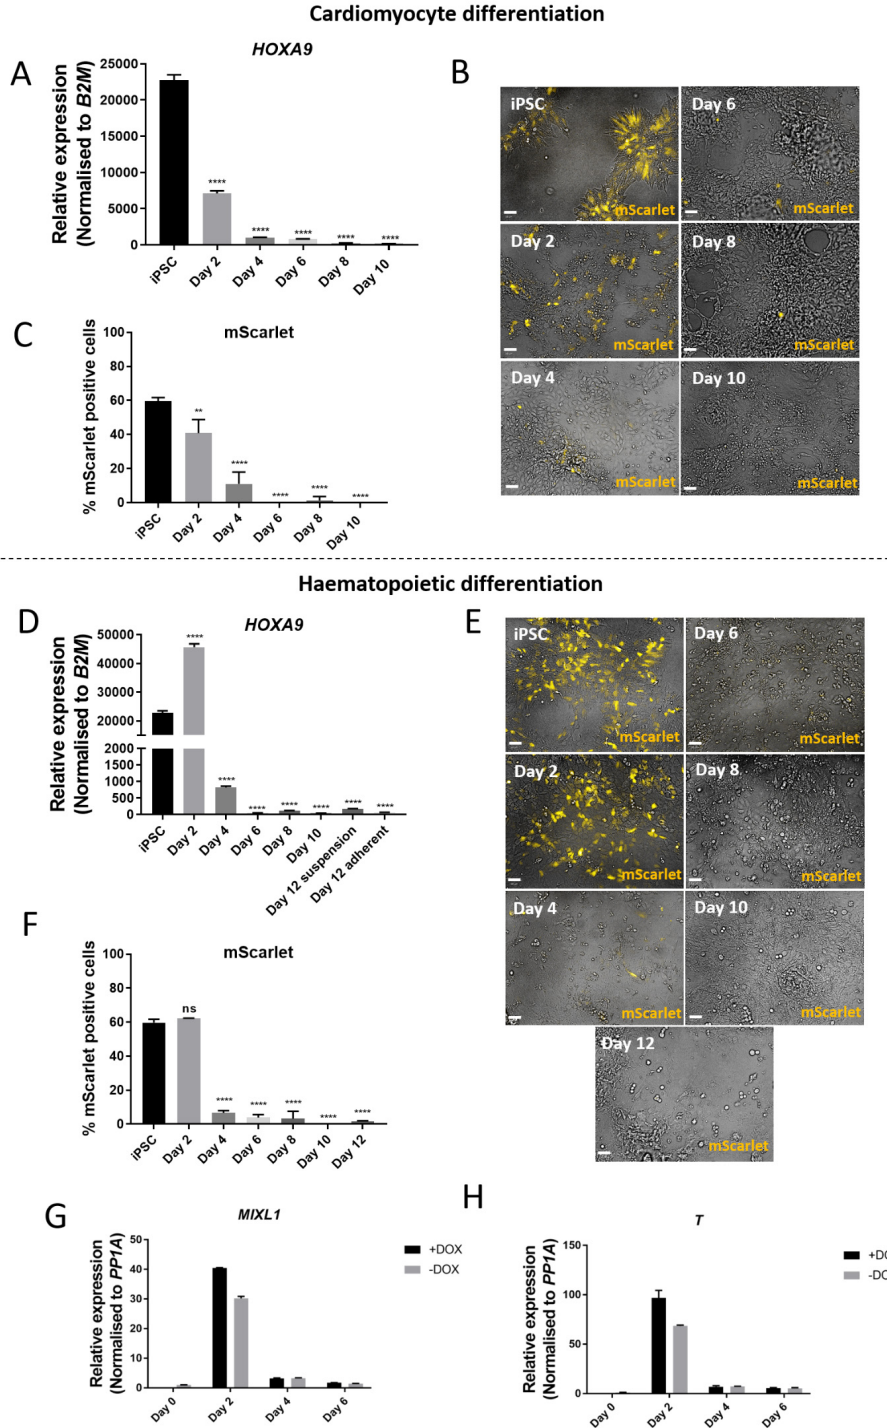 Cardiomyocyte differentiation
A
HOXA9
Relative expression
(Normalised to B2M)
25000
20000
15000
10000
5000
0
****
****
****
****
****
iPSC
Day 2
Day 4
Day 6
Day 8
Day 10
B
iPSC
mScarlet
Day 6
mScarlet
Day 2
mScarlet
Day 8
mScarlet
Day 4
mScarlet
Day 10
mScarlet
C
mScarlet
% mScarlet positive cells
100
80
60
40
20
0
**
****
****
****
****
iPSC
Day 2
Day 4
Day 6
Day 8
Day 10
Haematopoietic differentiation
D
HOXA9
Relative expression
(Normalised to B2M)
50000
40000
30000
20000
2000
1500
1000
500
0
****
****
****
****
****
****
****
iPSC
Day 2
Day 4
Day 6
Day 8
Day 10
Day 12 suspension
Day 12 adherent
E
iPSC
mScarlet
Day 6
mScarlet
Day 2
mScarlet
Day 8
mScarlet
Day 4
mScarlet
Day 10
mScarlet
Day 12
mScarlet
F
mScarlet
% mScarlet positive cells
100
80
60
40
20
0
ns
****
****
****
****
****
iPSC
Day 2
Day 4
Day 6
Day 8
Day 10
Day 12
G
MIXL1
Relative expression
(Normalised to PP1A)
50
40
30
20
10
0
Day 0
Day 2
Day 4
Day 6
+DOX
-DOX
H
T
Relative expression
(Normalised to PP1A)
150
100
50
0
Day 0
Day 2
Day 4
Day 6
+DO
-DO